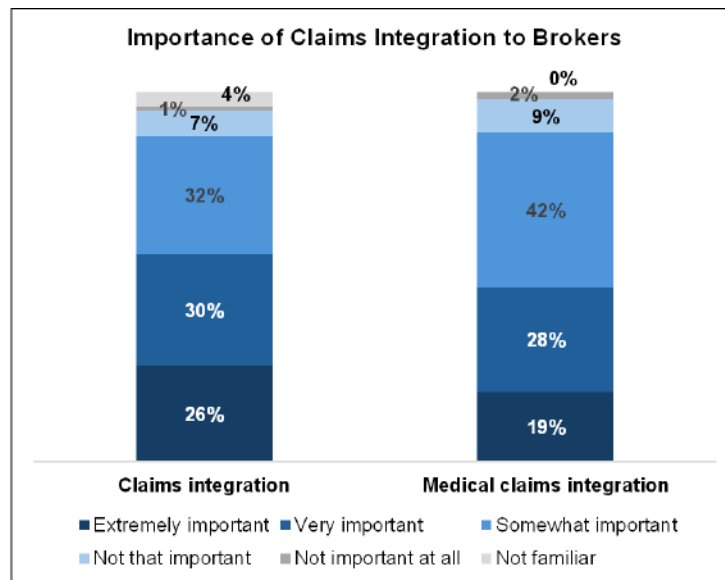 Importance of Claims Integration to Brokers
4% 0%
1% 2%
7% 9%
32% 42%
30% 28%
26% 19%
Claims integration Medical claims integration
Extremely important Very important Somewhat important
Not that important Not important at all Not familiar